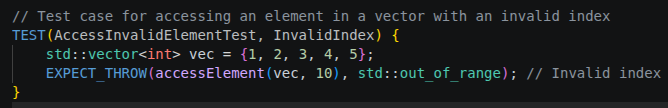 // Test case for accessing an element in a vector with an invalid index
TEST(AccessInvalidElementTest, InvalidIndex) {
    std::vector<int> vec = {1, 2, 3, 4, 5};
    EXPECT_THROW(accessElement(vec, 10), std::out_of_range); // Invalid index
}